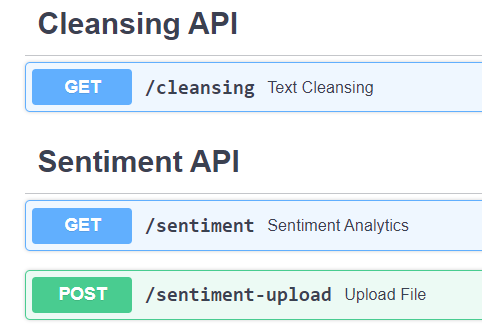 Cleansing API
GET /cleansing Text Cleansing
Sentiment API
GET /sentiment Sentiment Analytics
POST /sentiment-upload Upload File